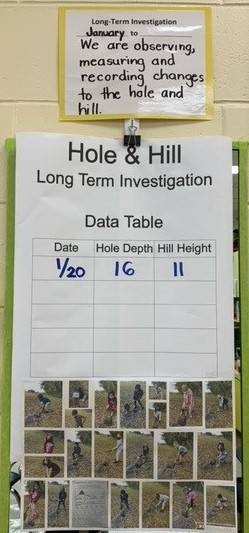 Long-Term Investigation
January to
We are observing,
measuring and
recording changes
to the hole and
hill.
Hole & Hill
Long Term Investigation
Data Table
Date Hole Depth Hill Height
1/20 16 11